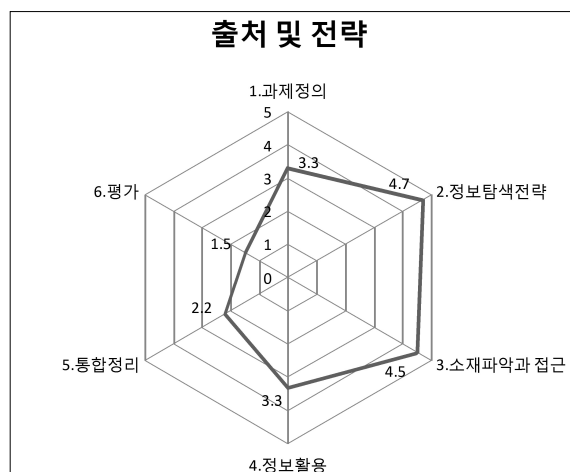 출처 및 전략
1.과제정의
5
4
3.3
4.7
6.평가
3
2.정보탐색전략
2
1.5
1
0
2.2
5.통합정리
3.소재파악과 접근
4.5
3.3
4.정보활용